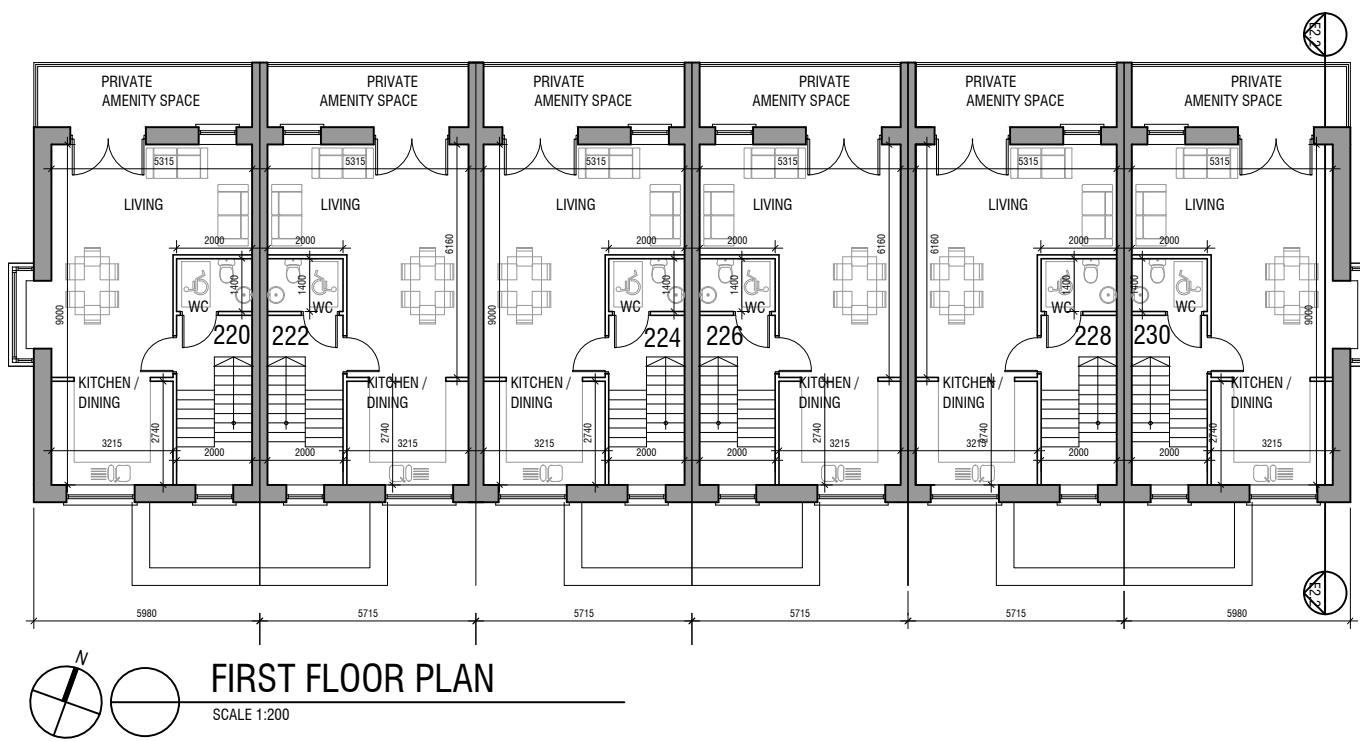 E2.2
PRIVATE
AMENITY SPACE
PRIVATE
AMENITY SPACE
PRIVATE
AMENITY SPACE
PRIVATE
AMENITY SPACE
PRIVATE
AMENITY SPACE
PRIVATE
AMENITY SPACE
5315
5315
5315
5315
5315
5315
LIVING
LIVING
LIVING
LIVING
LIVING
LIVING
2000
2000
6160
2000
2000
6160
6160
2000
2000
9000
1400
1400
9000
1400
1400
1400
1400
9000
WC
WC
WC
WC
WC
WC
220
222
224
226
228
230
KITCHEN /
DINING
KITCHEN /
DINING
KITCHEN /
DINING
KITCHEN /
DINING
KITCHEN /
DINING
KITCHEN /
DINING
3215
2740
2000
2000
2740
3215
3215
2740
2000
2000
2740
3215
3215
2740
2000
2000
2740
3215
E2.2
5980
5715
5715
5715
5715
5980
N
FIRST FLOOR PLAN
SCALE 1:200